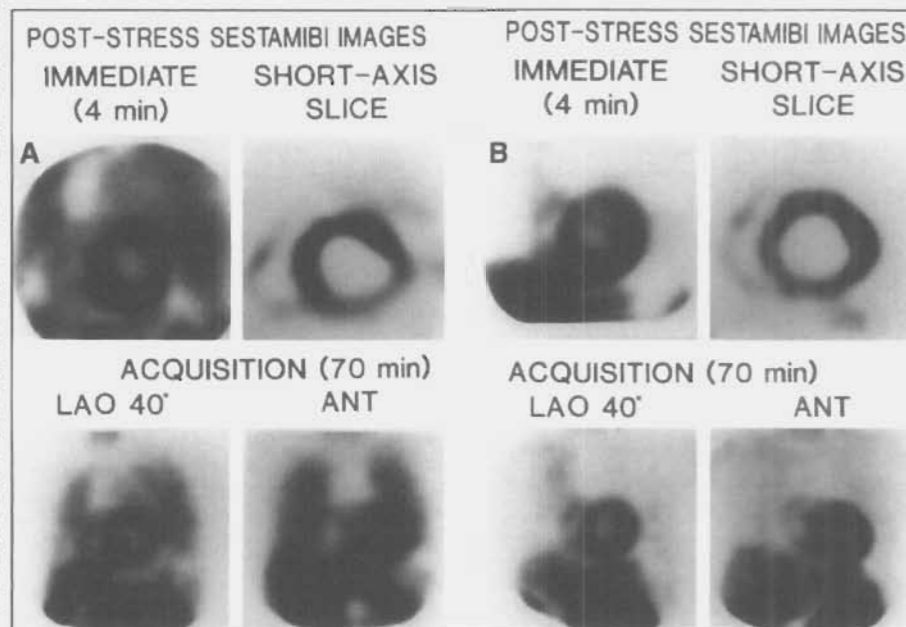 POST-STRESS SESTAMIBI IMAGES
IMMEDIATE
(4 min)
SHORT-AXIS
SLICE
A
ACQUISITION (70 min)
LAO 40°
ANT
POST-STRESS SESTAMIBI IMAGES
IMMEDIATE
(4 min)
SHORT-AXIS
SLICE
B
ACQUISITION (70 min)
LAO 40°
ANT